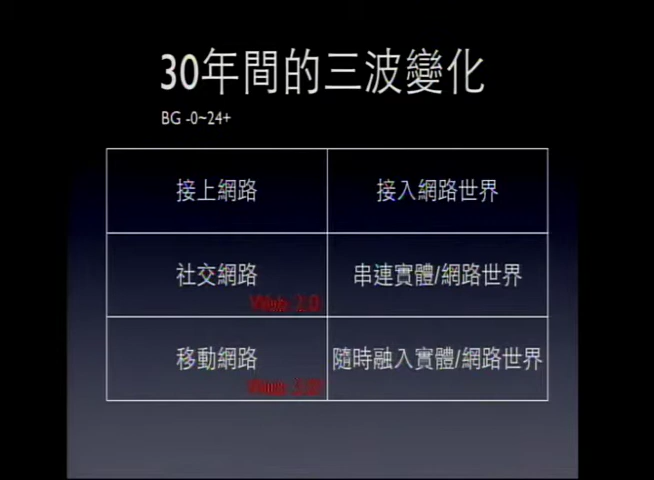 30年間的三波變化
BG -0~24+
接上網路
接入網路世界
社交網路
Web 2.0
串連實體/網路世界
移動網路
隨時融入實體/網路世界